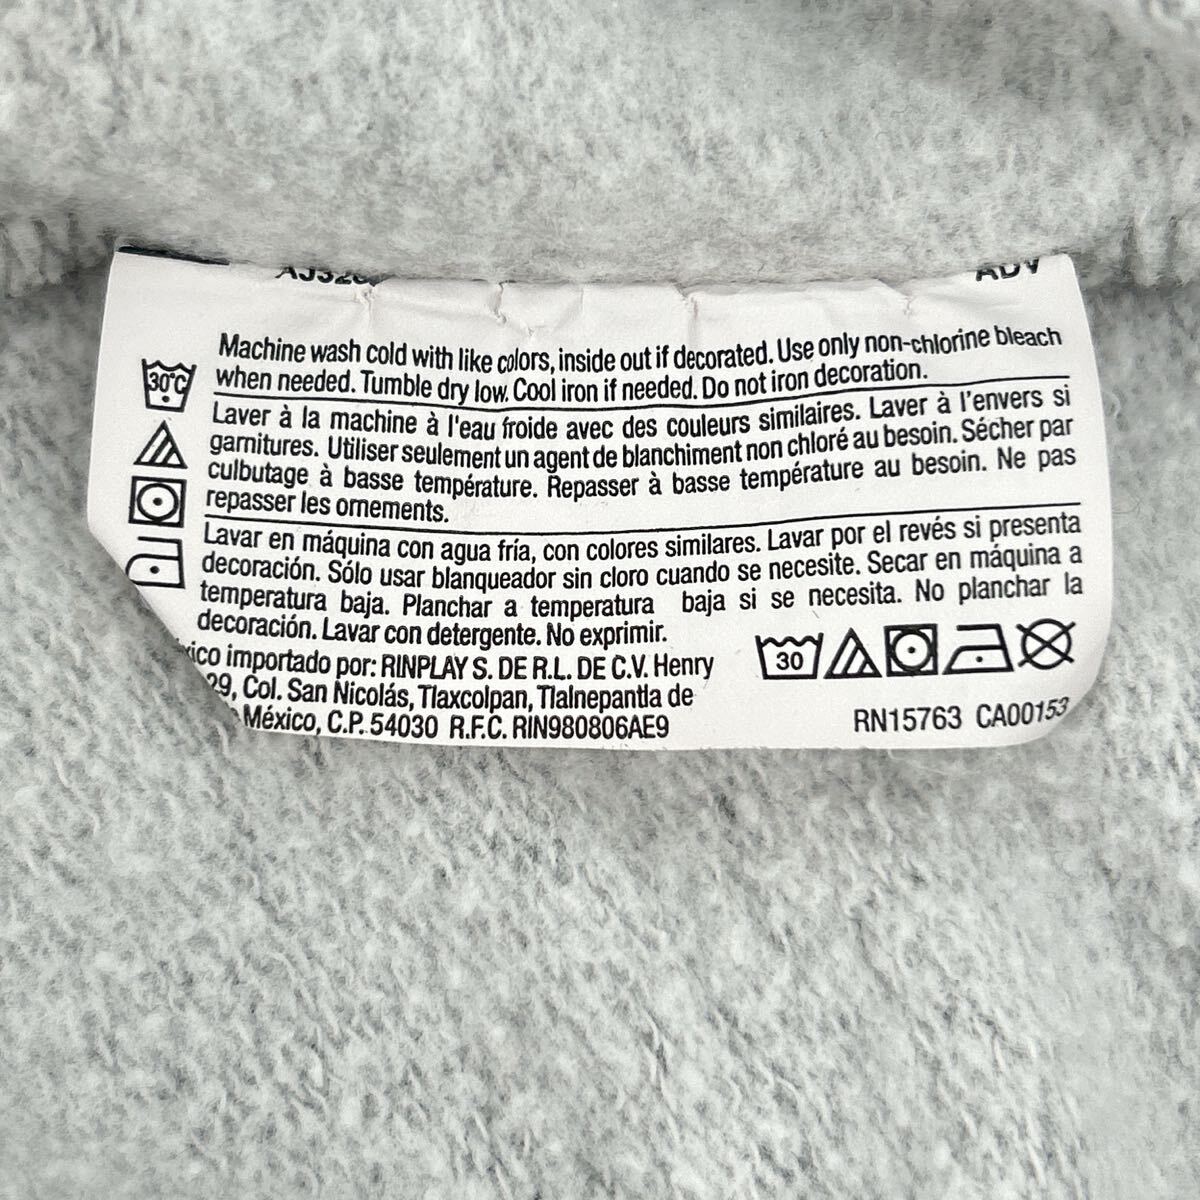 ADV
Machine wash cold with like colors, inside out if decorated. Use only non-chlorine bleach
when needed. Tumble dry low. Cool iron if needed. Do not iron decoration.
30°C
Laver à la machine à l'eau froide avec des couleurs similaires. Laver à l'envers si
garnitures. Utiliser seulement un agent de blanchiment non chloré au besoin. Sécher par
culbutage à basse température. Repasser à basse température au besoin. Ne pas
repasser les ornements.
Lavar en máquina con agua fría, con colores similares. Lavar por el revés si presenta
decoración. Sólo usar blanqueador sin cloro cuando se necesite. Secar en máquina a
temperatura baja. Planchar a temperatura baja si se necesita. No planchar la
decoración. Lavar con detergente. No exprimir.
importado por: RINPLAY S. DE R.L. DE C.V. Henry
29, Col. San Nicolás, Tlaxcolpan, Tlalnepantla de
México, C.P. 54030 R.F.C. RIN980806AE9
30
RN15763 CA00153